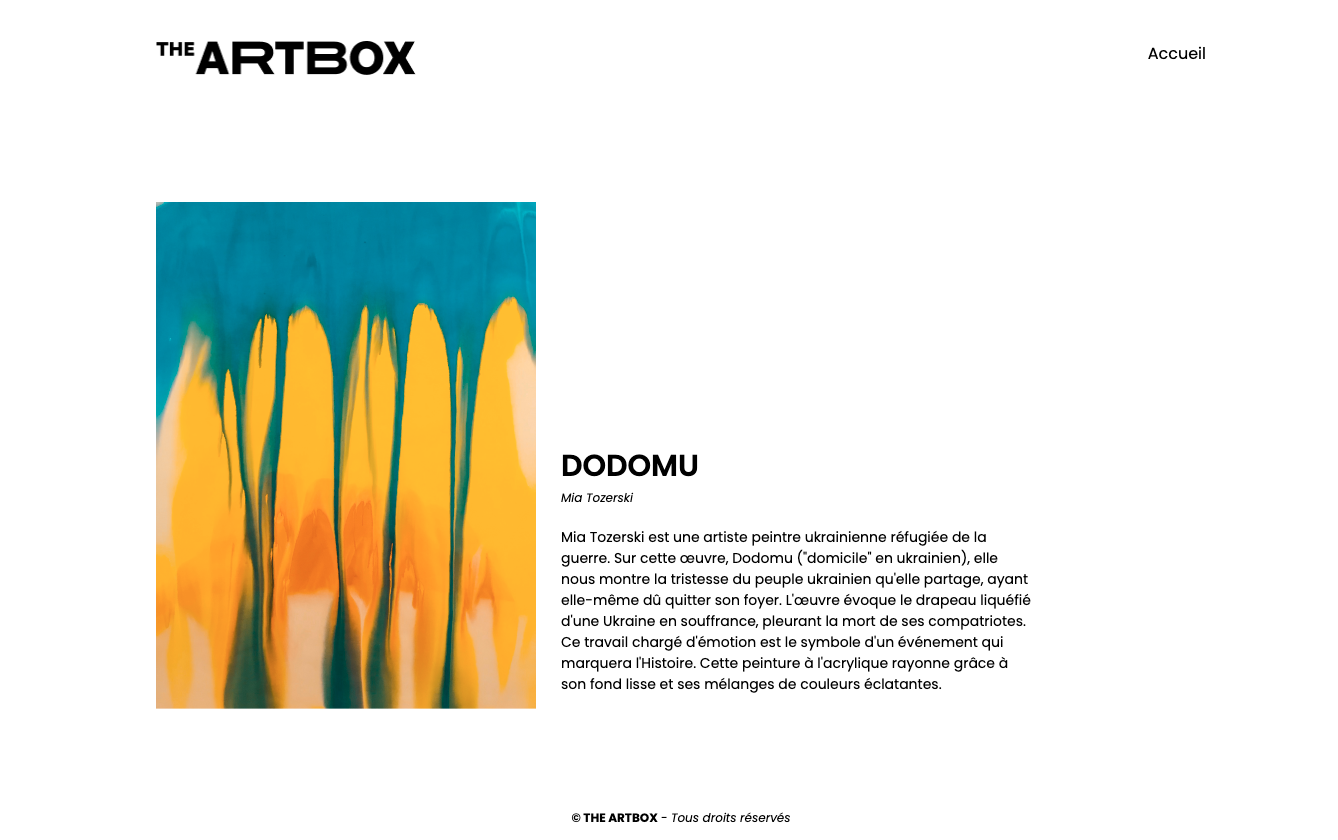 THE ARTBOX
Accueil
DODOMU
Mia Tozerski
Mia Tozerski est une artiste peintre ukrainienne réfugiée de la
guerre. Sur cette œuvre, Dodomu ("domicile" en ukrainien), elle
nous montre la tristesse du peuple ukrainien qu'elle partage, ayant
elle-même dû quitter son foyer. L'œuvre évoque le drapeau liquéfié
d'une Ukraine en souffrance, pleurant la mort de ses compatriotes.
Ce travail chargé d'émotion est le symbole d'un événement qui
marquera l'Histoire. Cette peinture à l'acrylique rayonne grâce à
son fond lisse et ses mélanges de couleurs éclatantes.
© THE ARTBOX - Tous droits réservés